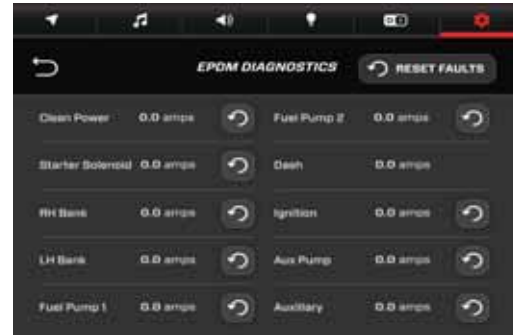 EPDM DIAGNOSTICS
RESET FAULTS
Clean Power 0.0 amps
Fuel Pump 2 0.0 amps
Starter Solenoid 0.0 amps
Dash 0.0 amps
RH Bank 0.0 amps
Ignition 0.0 amps
LH Bank 0.0 amps
Aux Pump 0.0 amps
Fuel Pump 1 0.0 amps
Auxiliary 0.0 amps